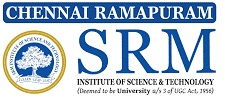 CHENNAI RAMAPURAM
SRM
INSTITUTE OF SCIENCE & TECHNOLOGY
(Deemed to be University u/s 3 of UGC Act, 1956)